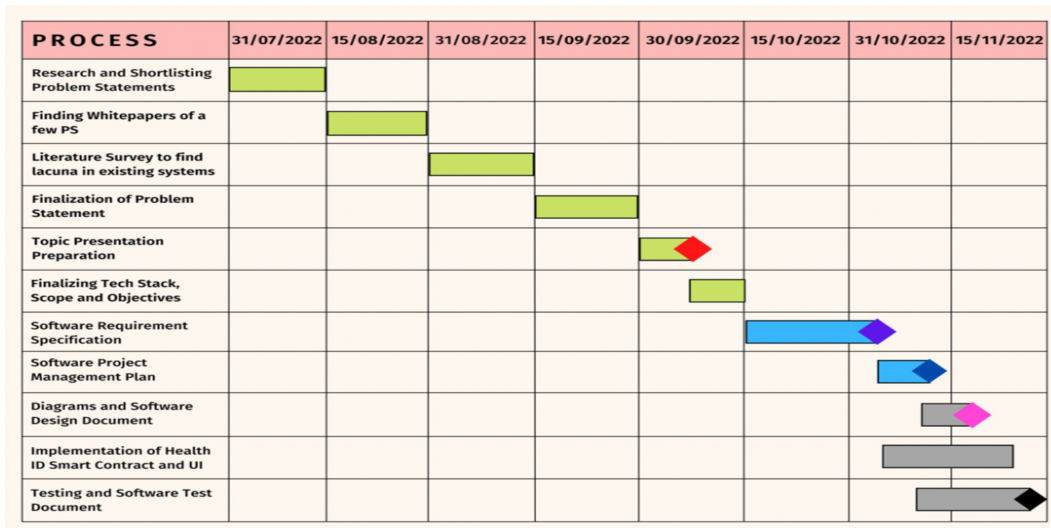 PROCESS 31/07/2022 15/08/2022 31/08/2022 15/09/2022 30/09/2022 15/10/2022 31/10/2022 15/11/2022
Research and Shortlisting
Problem Statements
Finding Whitepapers of a
few PS
Literature Survey to find
lacuna in existing systems
Finalization of Problem
Statement
Topic Presentation
Preparation
Finalizing Tech Stack,
Scope and Objectives
Software Requirement
Specification
Software Project
Management Plan
Diagrams and Software
Design Document
Implementation of Health
ID Smart Contract and UI
Testing and Software Test
Document